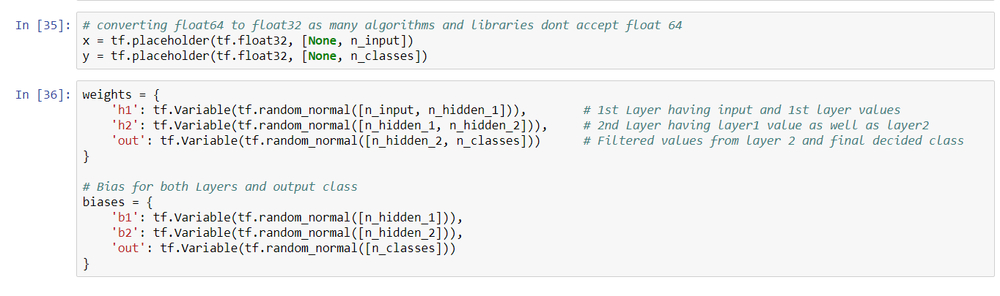 In [35]: # converting float64 to float32 as many algorithms and libraries dont accept float 64
x = tf.placeholder(tf.float32, [None, n_input])
y = tf.placeholder(tf.float32, [None, n_classes])
In [36]: weights = {
    'h1': tf.Variable(tf.random_normal([n_input, n_hidden_1])),        # 1st Layer having input and 1st layer values
    'h2': tf.Variable(tf.random_normal([n_hidden_1, n_hidden_2])),     # 2nd Layer having layer1 value as well as layer2
    'out': tf.Variable(tf.random_normal([n_hidden_2, n_classes]))      # Filtered values from layer 2 and final decided class
}
# Bias for both Layers and output class
biases = {
    'b1': tf.Variable(tf.random_normal([n_hidden_1])),
    'b2': tf.Variable(tf.random_normal([n_hidden_2])),
    'out': tf.Variable(tf.random_normal([n_classes]))
}